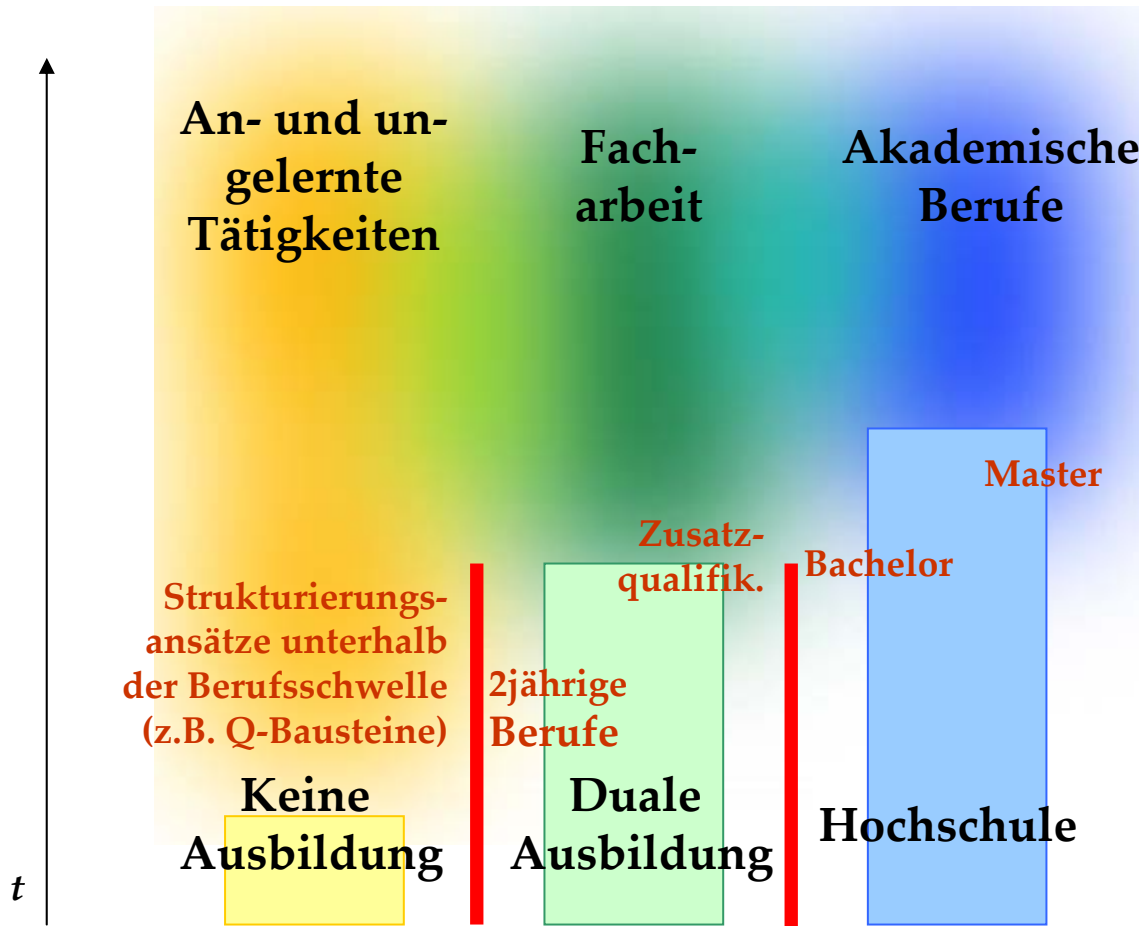 An- und un-
gelernte
Tätigkeiten
Fach-
arbeit
Akademische
Berufe
Master
Zusatz-
qualifik.
Bachelor
Strukturierungs-
ansätze unterhalb
der Berufsschwelle
(z.B. Q-Bausteine)
2jährige
Berufe
Keine
Ausbildung
Duale
Ausbildung
Hochschule
t